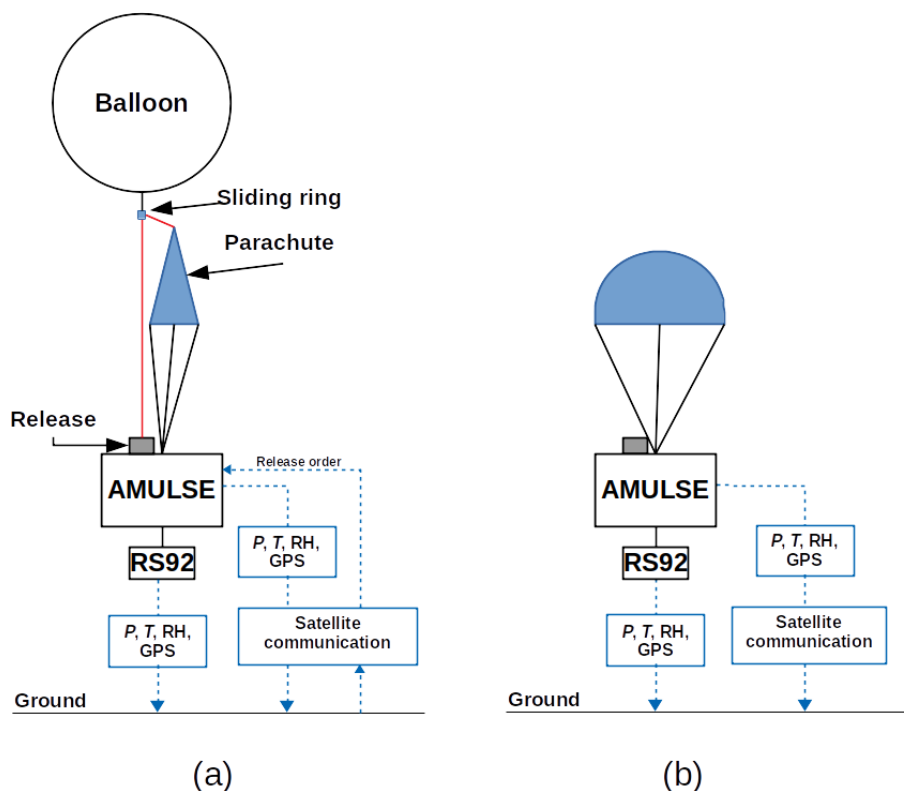 Balloon
Sliding ring
Parachute
Release
Release order
AMULSE
P, T, RH,
GPS
RS92
P, T, RH,
GPS
Satellite
communication
Ground
(a)
AMULSE
P, T, RH,
GPS
RS92
P, T, RH,
GPS
Satellite
communication
Ground
(b)